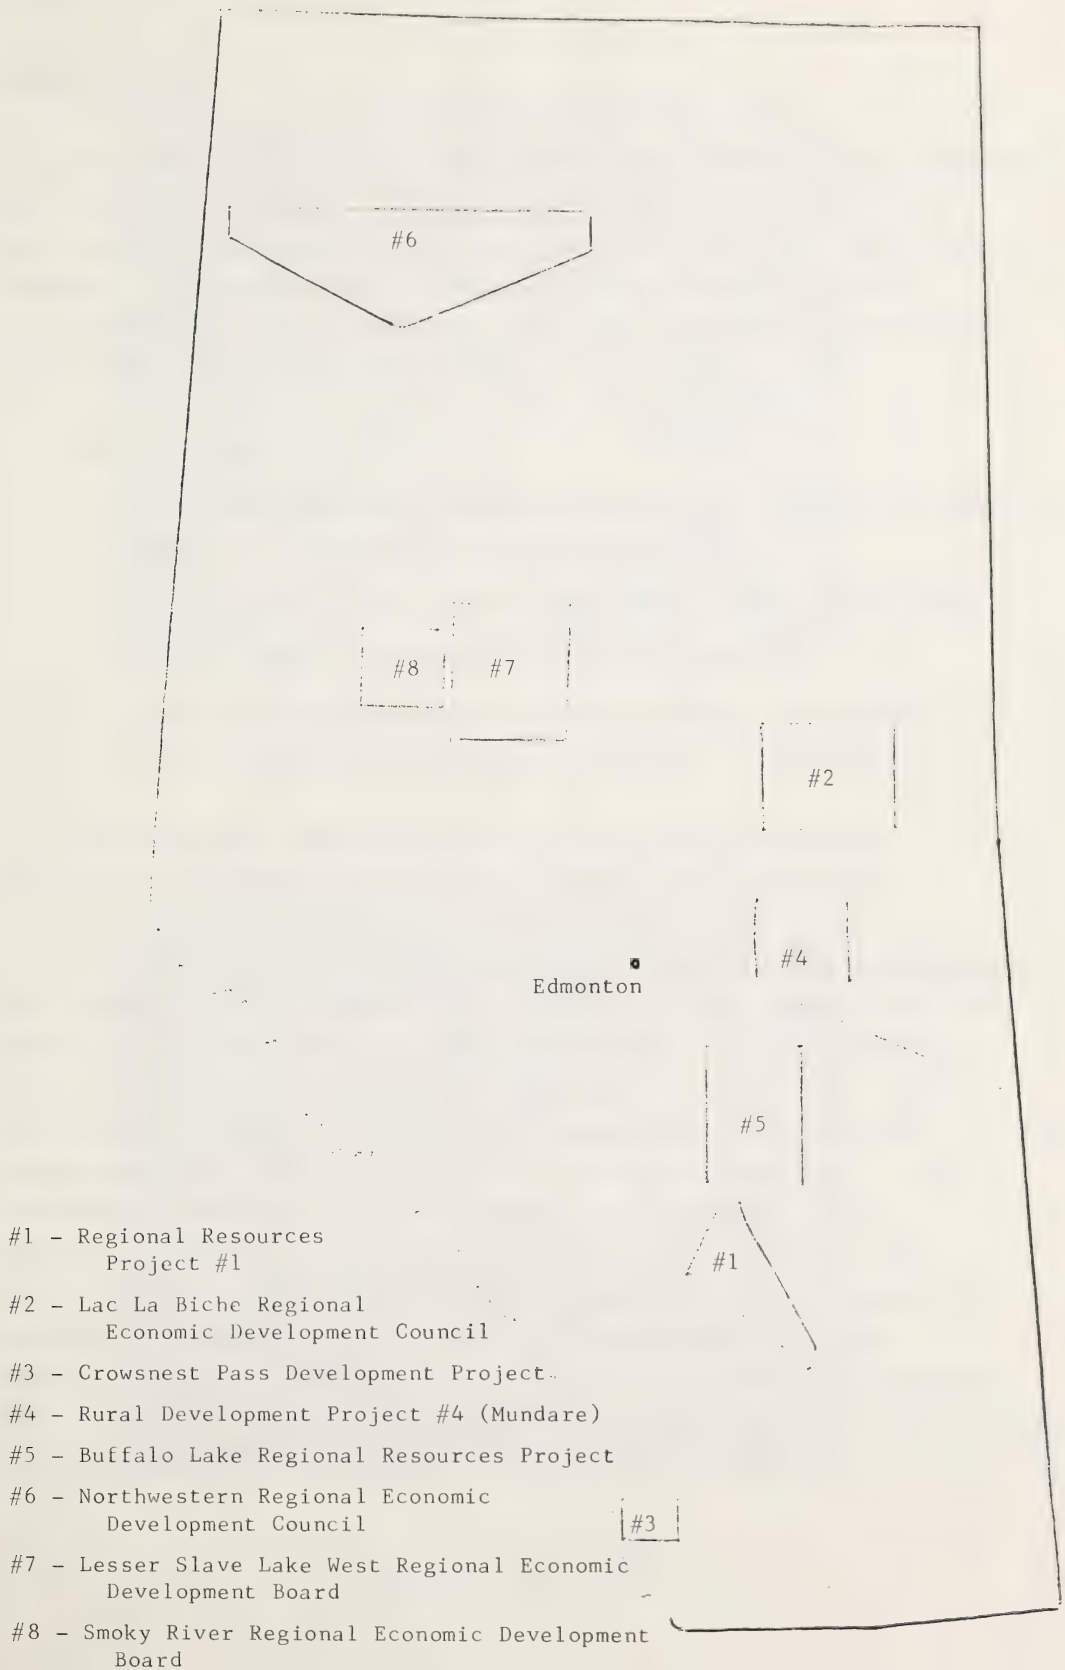 #6
#8
#7
#2
#4
Edmonton
#5
#1
#1 – Regional Resources
Project #1
#2 – Lac La Biche Regional
Economic Development Council
#3 – Crowsnest Pass Development Project
#4 – Rural Development Project #4 (Mundare)
#5 – Buffalo Lake Regional Resources Project
#6 – Northwestern Regional Economic
Development Council
#3
#7 – Lesser Slave Lake West Regional Economic
Development Board
#8 – Smoky River Regional Economic Development
Board